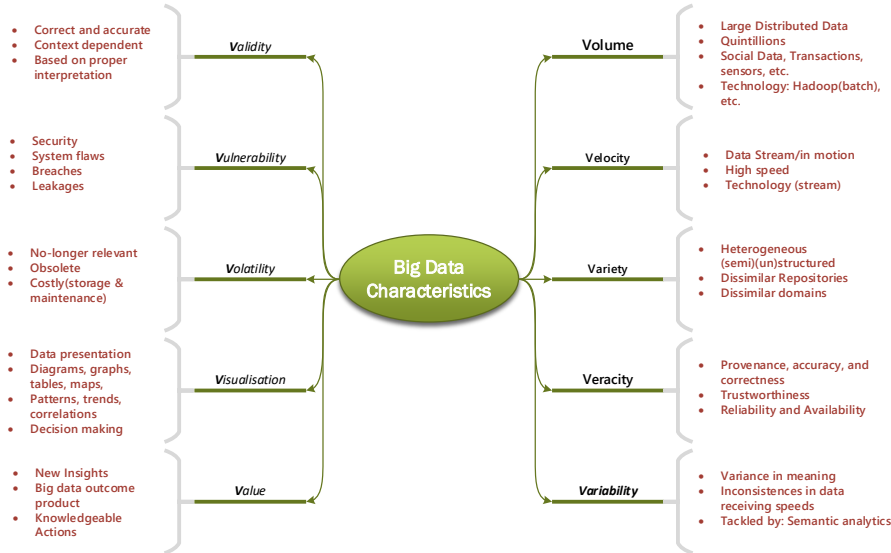 Correct and accurate
Context dependent
Based on proper
interpretation
Validity
Security
System flaws
Breaches
Leakages
Vulnerability
No-longer relevant
Obsolete
Costly(storage &
maintenance)
Volatility
Data presentation
Diagrams, graphs,
tables, maps,
Patterns, trends,
correlations
Decision making
Visualisation
New Insights
Big data outcome
product
Knowledgeable
Actions
Value
Big Data
Characteristics
Volume
Large Distributed Data
Quintillions
Social Data, Transactions,
sensors, etc.
Technology: Hadoop(batch),
etc.
Velocity
Data Stream/in motion
High speed
Technology (stream)
Variety
Heterogeneous
(semi)(un)structured
Dissimilar Repositories
Dissimilar domains
Veracity
Provenance, accuracy, and
correctness
Trustworthiness
Reliability and Availability
Variability
Variance in meaning
Inconsistences in data
receiving speeds
Tackled by: Semantic analytics